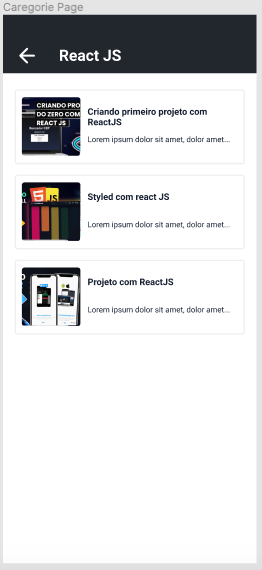 Caregorie Page
React JS
CRIANDO PRO
DO ZERO COM
REACT JS
Criando primeiro projeto com
ReactJS
Lorem ipsum dolor sit amet, dolor amet...
Styled com react JS
Lorem ipsum dolor sit amet, dolor amet...
Projeto com ReactJS
Lorem ipsum dolor sit amet, dolor amet...